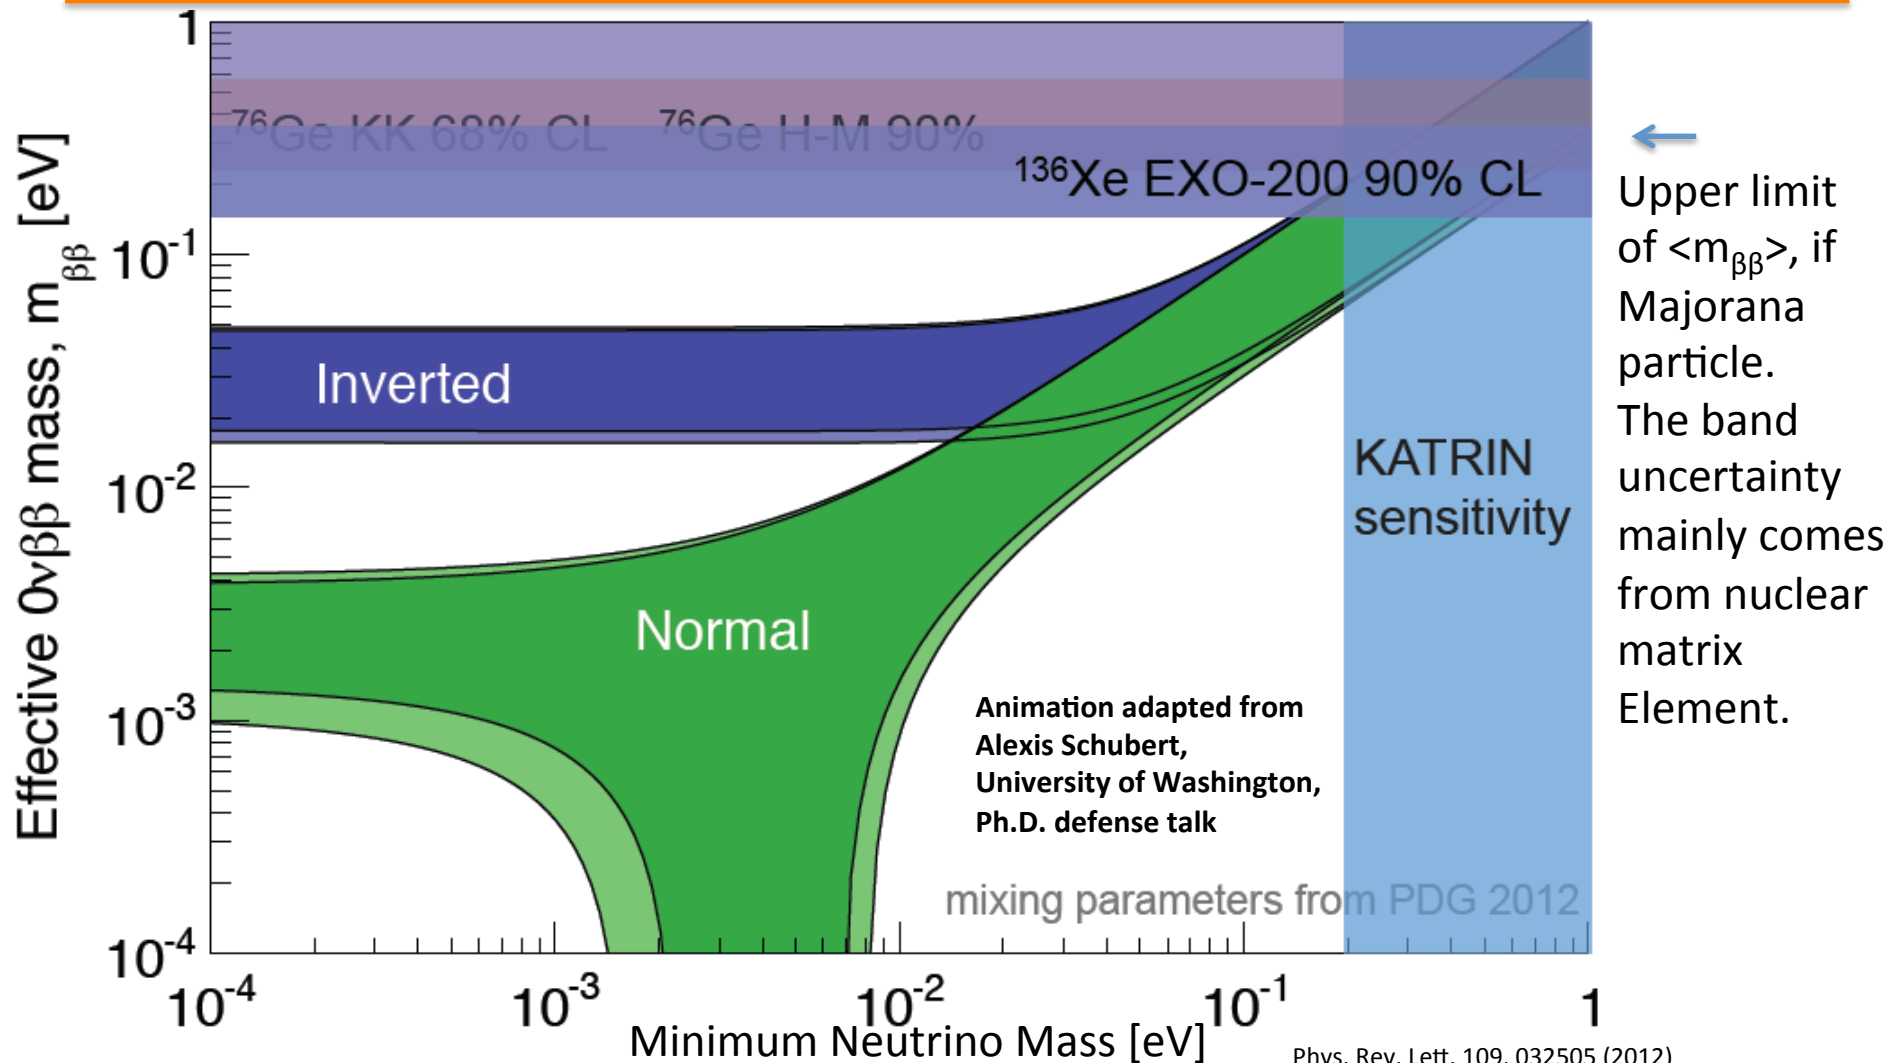 1
⁷⁶Ge KK 68% CL ⁷⁶Ge H-M 90%
¹³⁶Xe EXO-200 90% CL
Effective 0νββ mass, mββ [eV]
10⁻¹
Inverted
10⁻²
KATRIN
sensitivity
Normal
10⁻³
Animation adapted from
Alexis Schubert,
University of Washington,
Ph.D. defense talk
mixing parameters from PDG 2012
10⁻⁴
10⁻⁴ 10⁻³ 10⁻² 10⁻¹ 1
Minimum Neutrino Mass [eV]
Upper limit
of <mββ>, if
Majorana
particle.
The band
uncertainty
mainly comes
from nuclear
matrix
Element.
Phys. Rev. Lett. 109, 032505 (2012)